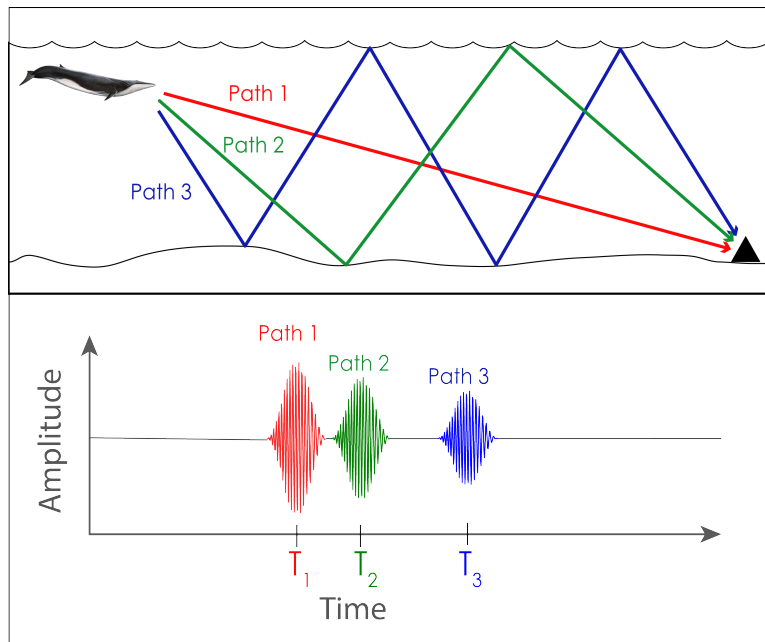 Path 1
Path 2
Path 3
Path 1
Path 2
Path 3
Amplitude
T1
T2
T3
Time